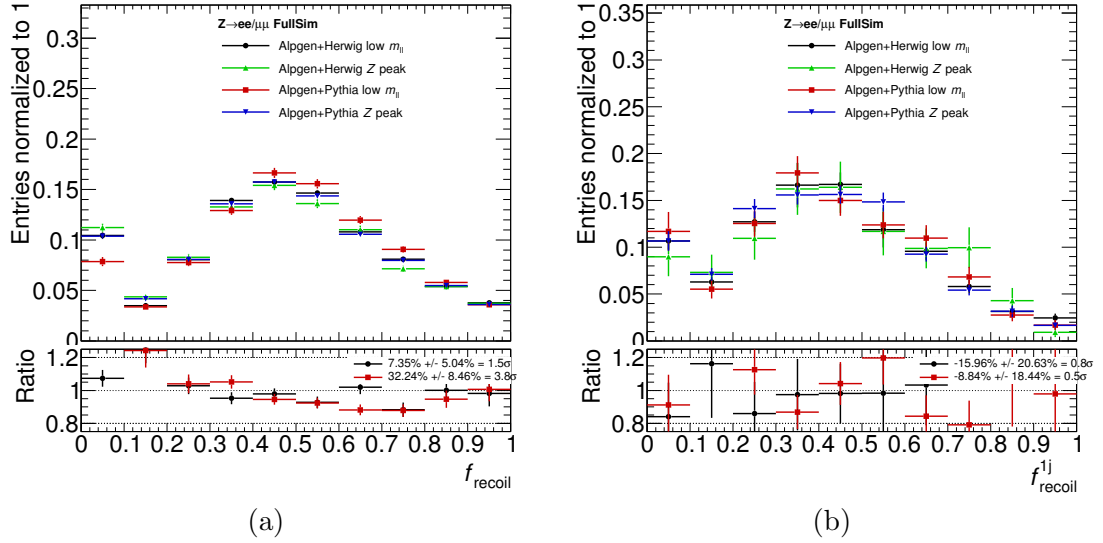 Entries normalized to 1
0.3
0.25
0.2
0.15
0.1
0.05
0
Z→ee/μμ FullSim
Alpgen+Herwig low m_ll
Alpgen+Herwig Z peak
Alpgen+Pythia low m_ll
Alpgen+Pythia Z peak
Ratio
1.2
1
0.8
7.35% +/- 5.04% = 1.5σ
32.24% +/- 8.46% = 3.8σ
0 0.1 0.2 0.3 0.4 0.5 0.6 0.7 0.8 0.9 1
f_recoil
(a)
Entries normalized to 1
0.35
0.3
0.25
0.2
0.15
0.1
0.05
0
Z→ee/μμ FullSim
Alpgen+Herwig low m_ll
Alpgen+Herwig Z peak
Alpgen+Pythia low m_ll
Alpgen+Pythia Z peak
Ratio
1.2
1
0.8
-15.96% +/- 20.63% = 0.8σ
-8.84% +/- 18.44% = 0.5σ
0 0.1 0.2 0.3 0.4 0.5 0.6 0.7 0.8 0.9 1
f^1j_recoil
(b)